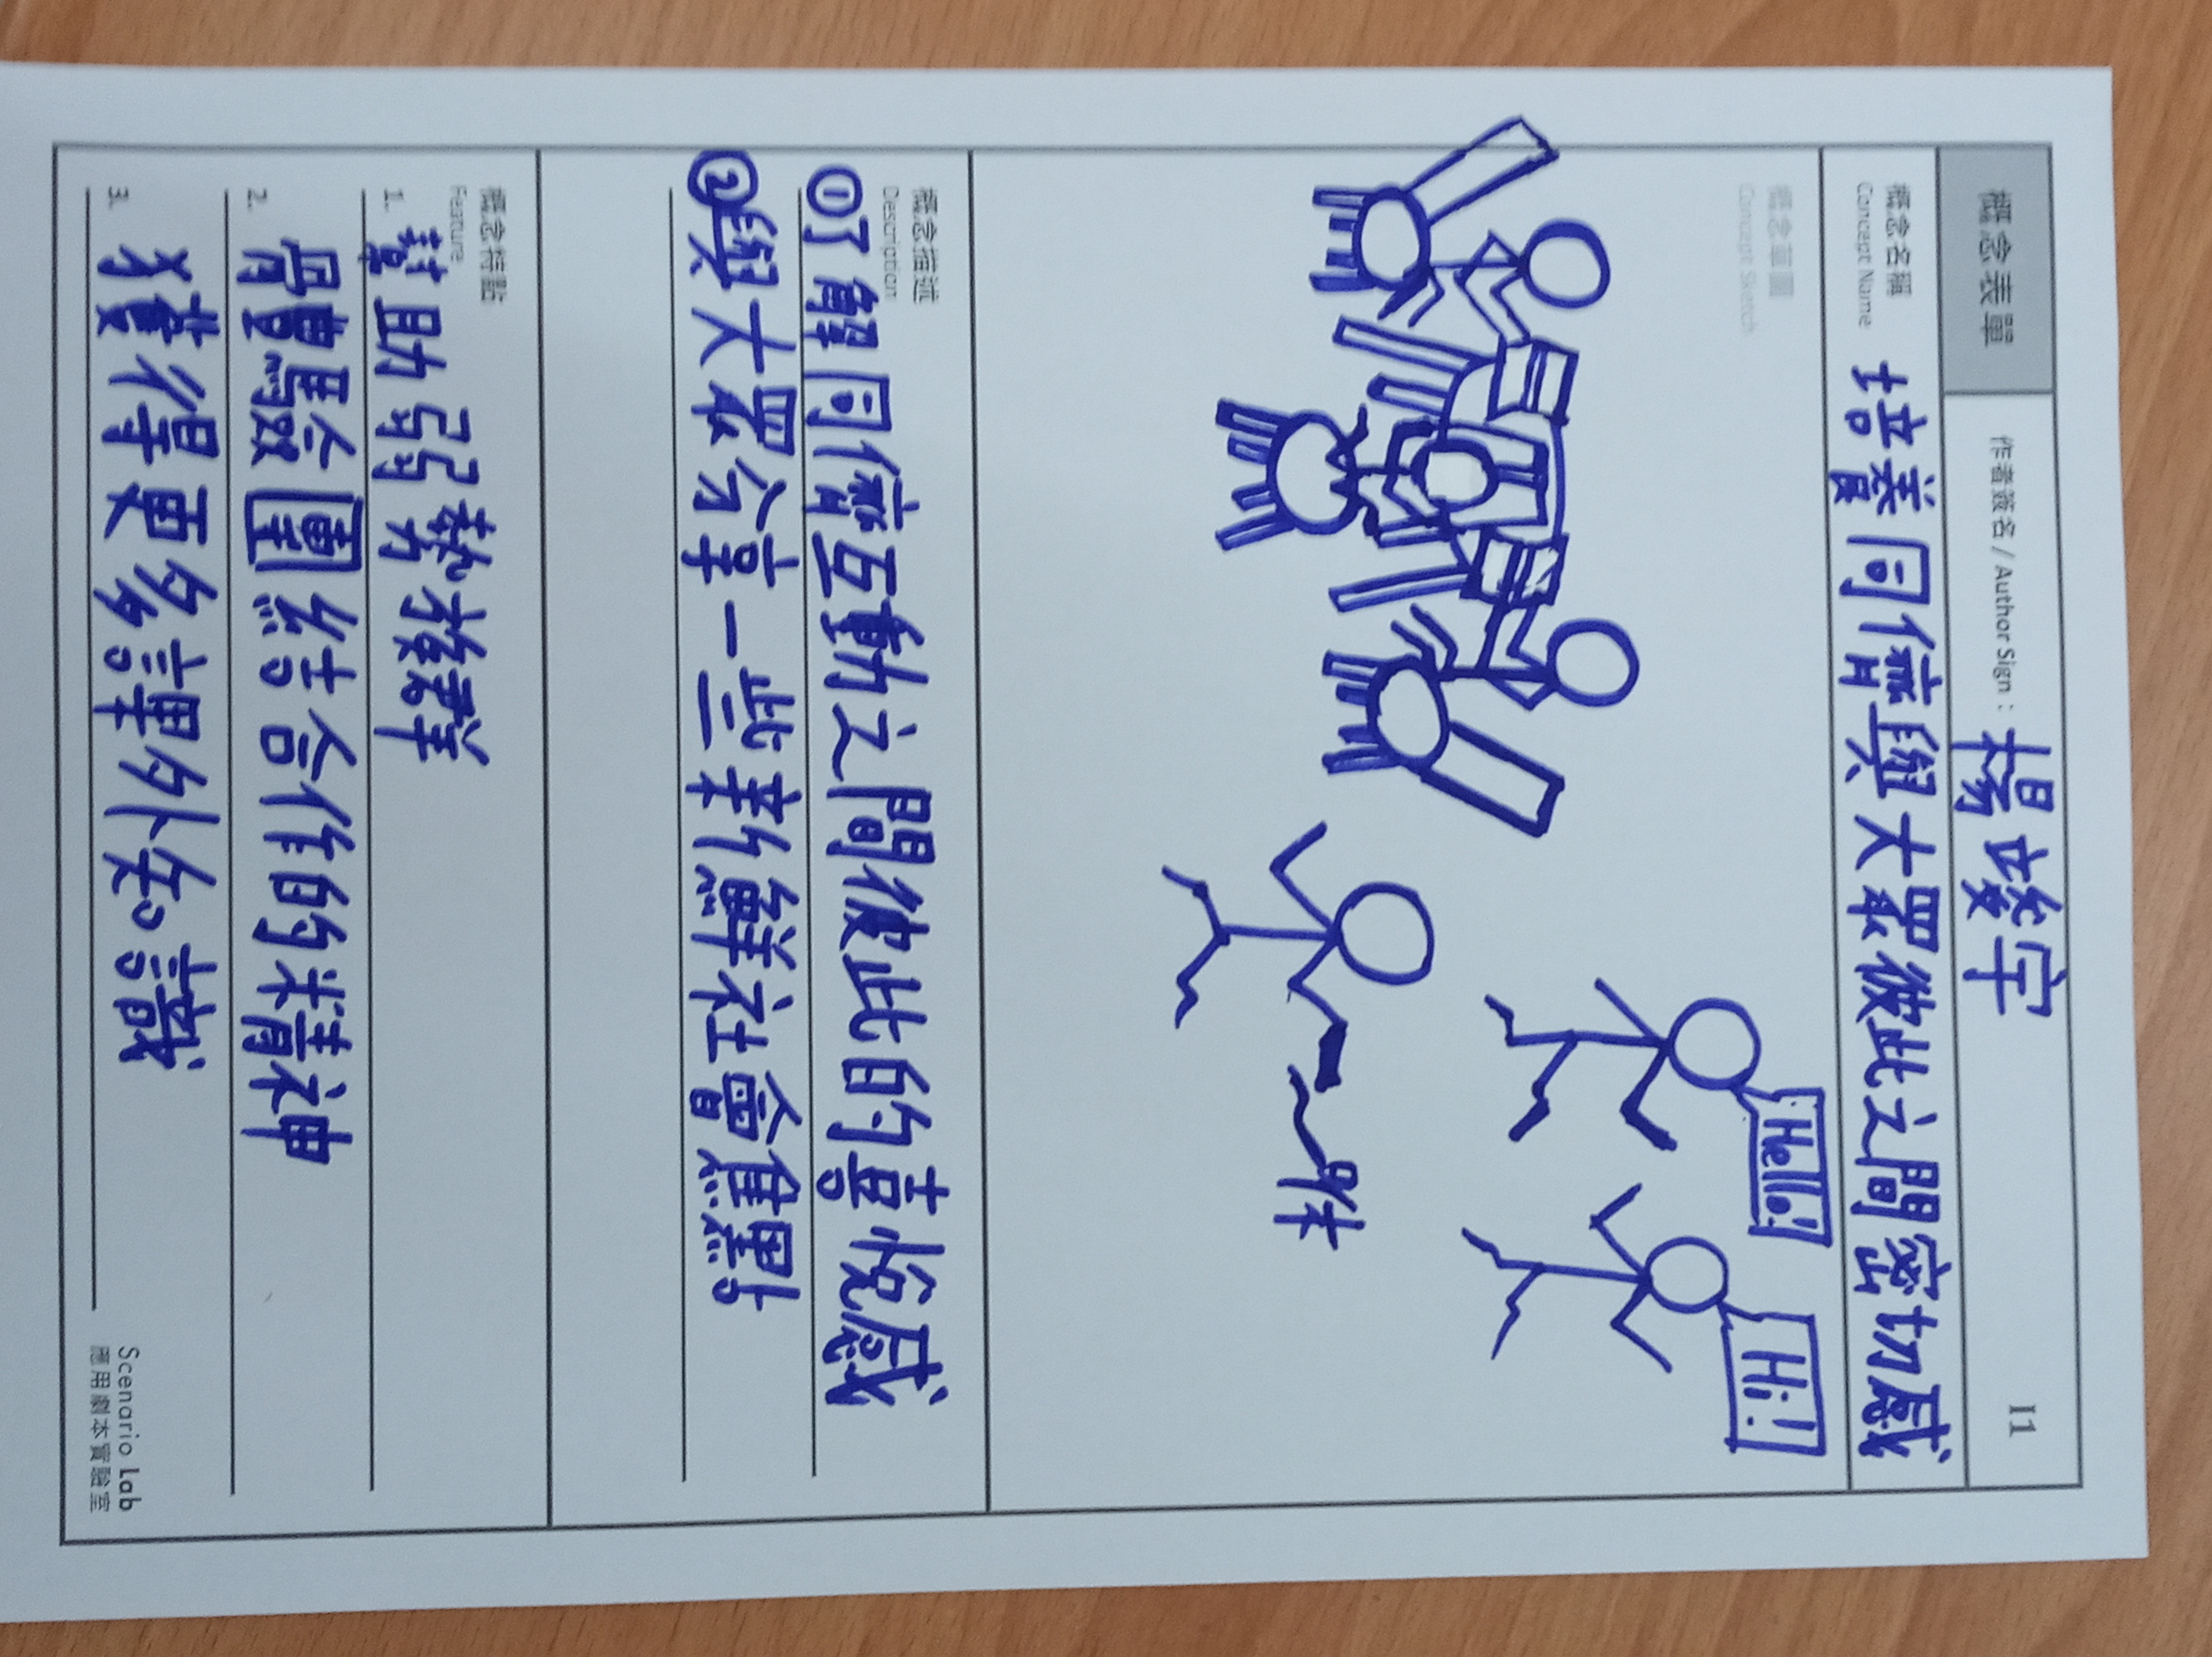 概念表單
作者簽名 / Author Sign : 楊竣宇
I1
概念名稱
Concept Name
培養同儕與大眾彼此之間密切感
概念草圖
Concept Sketch
Hello!
Hi!
伴
概念描述
Description
①了解同儕互動之間彼此的喜悅感
②與大眾分享一些新鮮社會焦點
概念特點
Feature
1. 幫助弱勢族群
2. 體驗團結合作的精神
3. 獲得更多課外知識
Scenario Lab
應用劇本實驗室